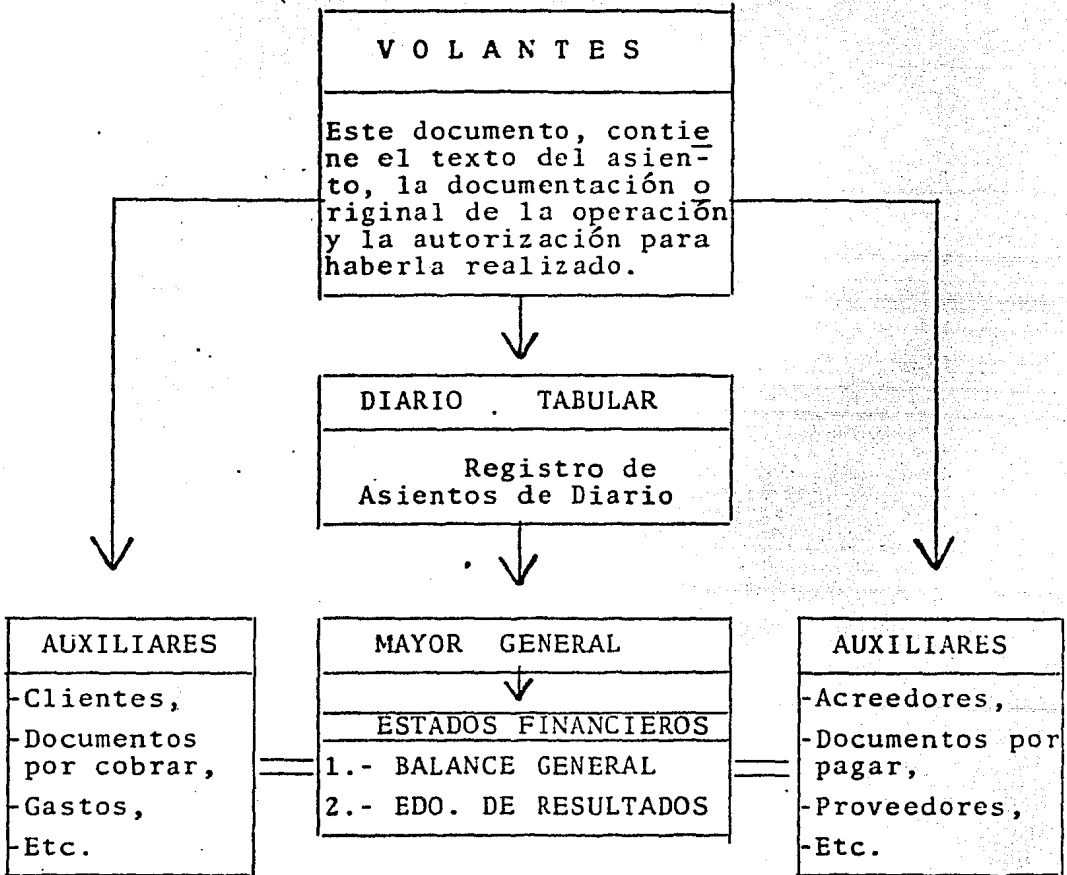 V O L A N T E S
Este documento, contie
ne el texto del asien-
to, la documentación o
riginal de la operación
y la autorización para
haberla realizado.
DIARIO TABULAR
Registro de
Asientos de Diario
AUXILIARES
-Clientes,
-Documentos
por cobrar,
-Gastos,
-Etc.
MAYOR GENERAL
ESTADOS FINANCIEROS
1.- BALANCE GENERAL
2.- EDO. DE RESULTADOS
AUXILIARES
-Acreedores,
-Documentos por
pagar,
-Proveedores,
-Etc.